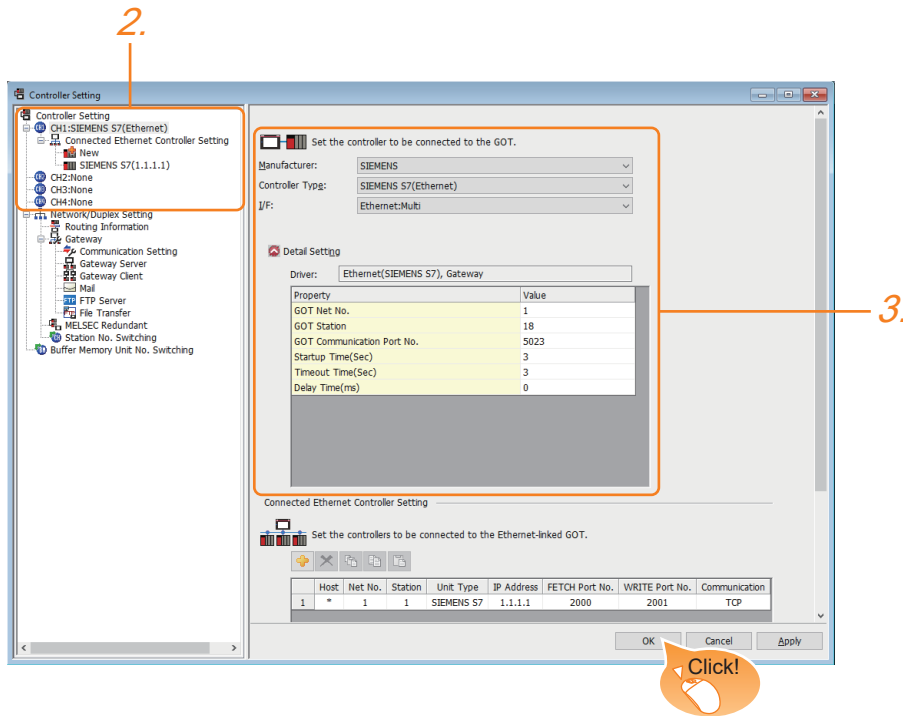 2.
Controller Setting
Controller Setting
CH1:SIEMENS S7(Ethernet)
Connected Ethernet Controller Setting
New
SIEMENS S7(1.1.1.1)
CH2:None
CH3:None
CH4:None
Network/Duplex Setting
Routing Information
Gateway
Communication Setting
Gateway Server
Gateway Client
Mail
FTP Server
File Transfer
MELSEC Redundant
Station No. Switching
Buffer Memory Unit No. Switching
Set the controller to be connected to the GOT.
Manufacturer: SIEMENS
Controller Type: SIEMENS S7(Ethernet)
I/F: Ethernet:Multi
Detail Setting
Driver: Ethernet(SIEMENS S7), Gateway
Property Value
GOT Net No. 1
GOT Station 18
GOT Communication Port No. 5023
Startup Time(Sec) 3
Timeout Time(Sec) 3
Delay Time(ms) 0
3.
Connected Ethernet Controller Setting
Set the controllers to be connected to the Ethernet-linked GOT.
Host Net No. Station Unit Type IP Address FETCH Port No. WRITE Port No. Communication
1 * 1 1 SIEMENS S7 1.1.1.1 2000 2001 TCP
OK Cancel Apply
Click!